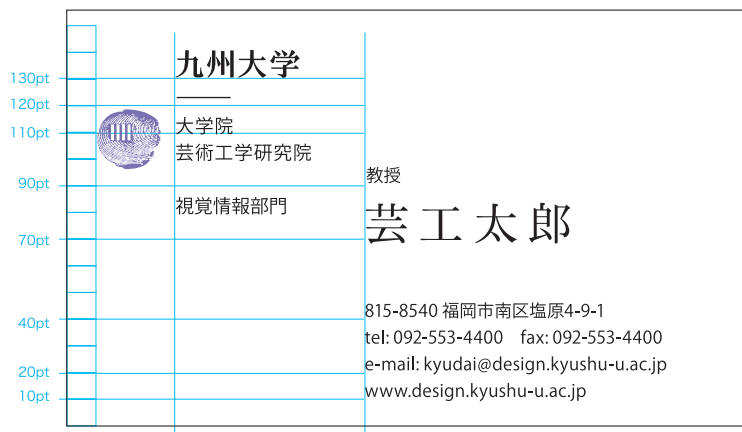 130pt
120pt
110pt
90pt
70pt
40pt
20pt
10pt
九州大学
大学院
芸術工学研究院
視覚情報部門
教授
芸工太郎
815-8540 福岡市南区塩原4-9-1
tel: 092-553-4400　fax: 092-553-4400
e-mail: kyudai@design.kyushu-u.ac.jp
www.design.kyushu-u.ac.jp